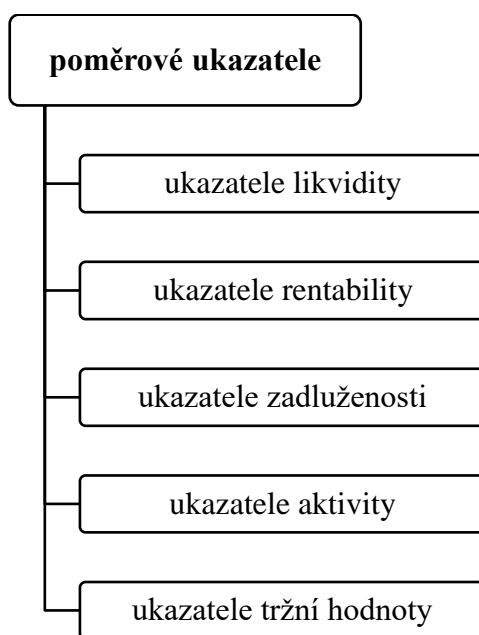 poměrové ukazatele
ukazatele likvidity
ukazatele rentability
ukazatele zadluženosti
ukazatele aktivity
ukazatele tržní hodnoty